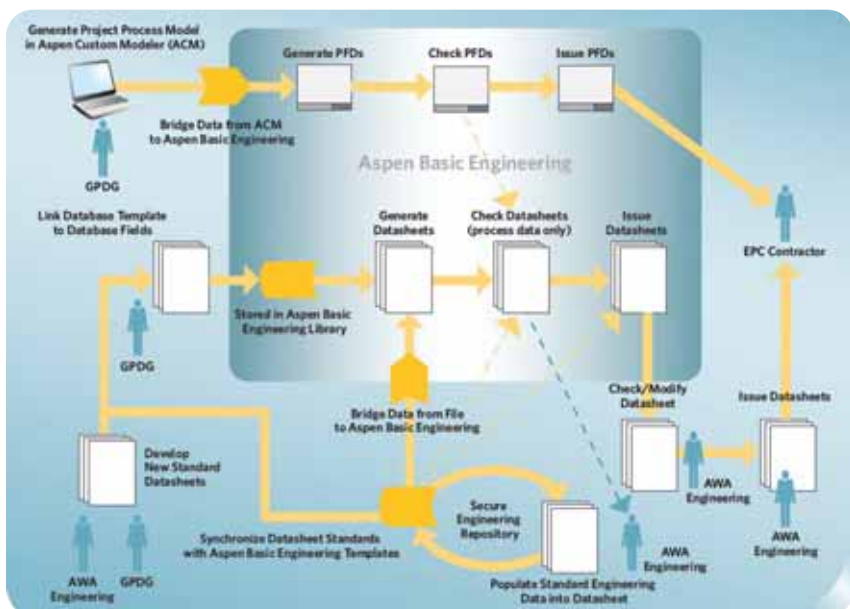 Generate Project Process Model
in Aspen Custom Modeler (ACM)
Generate PFDs
Check PFDs
Issue PFDs
Bridge Data from ACM
to Aspen Basic Engineering
GPDG
Aspen Basic Engineering
Link Database Template
to Database Fields
Generate
Datasheets
Check Datasheets
(process data only)
Issue
Datasheets
EPC Contractor
Stored in Aspen Basic
Engineering Library
GPDG
Bridge Data from File
to Aspen Basic Engineering
Check/Modify
Datasheet
Issue Datasheets
Develop
New Standard
Datasheets
AWA
Engineering
Secure
Engineering
Repository
Synchronize Datasheet Standards
with Aspen Basic Engineering Templates
AWA
Engineering
AWA
Engineering
AWA
Engineering
GPDG
Populate Standard Engineering
Data into Datasheet